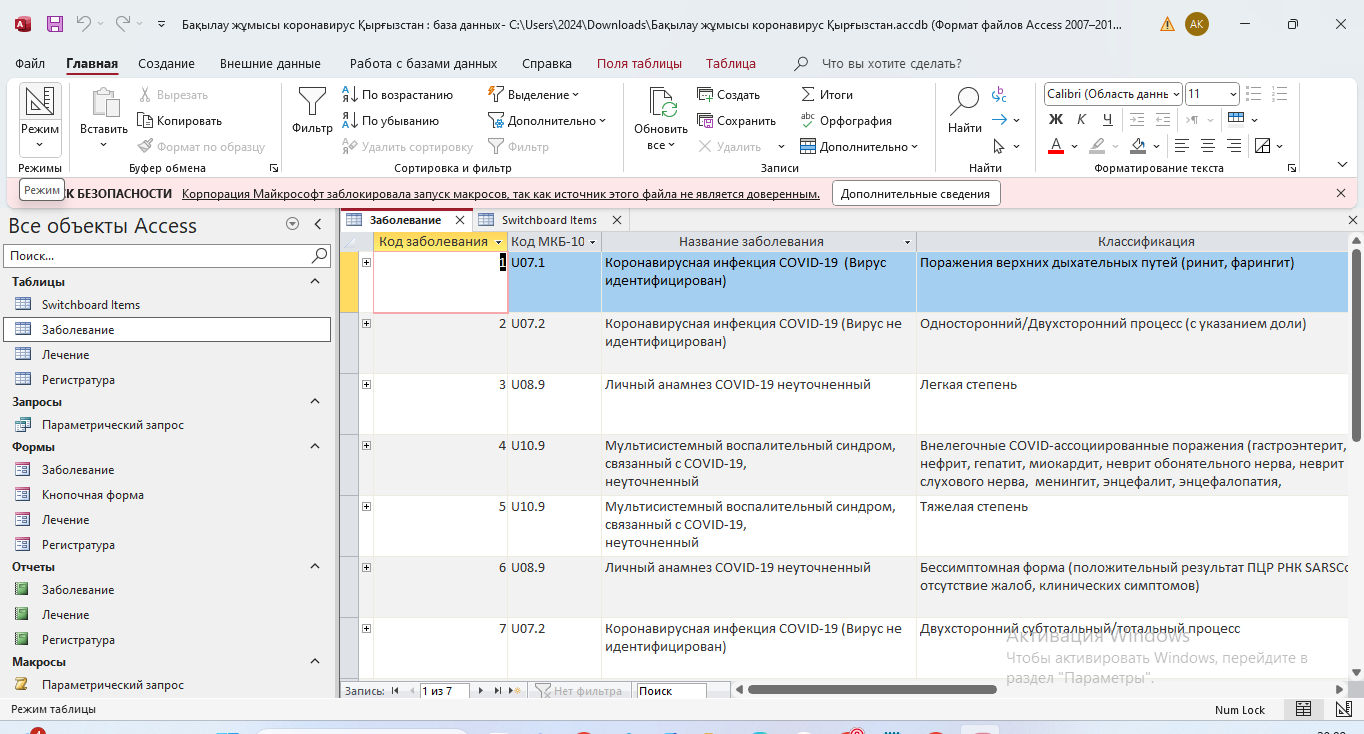 Бақылау жұмысы коронавирус Қырғызстан : база данных- C:\Users\2024\Downloads\Бақылау жұмысы коронавирус Қырғызстан.accdb (Формат файлов Access 2007–201...
АК
Файл Главная Создание Внешние данные Работа с базами данных Справка Поля таблицы Таблица Что вы хотите сделать?
Режим
Режимы
Вставить
Вырезать
Копировать
Формат по образцу
Буфер обмена
Фильтр
По возрастанию
По убыванию
Удалить сортировку
Выделение
Дополнительно
Фильтр
Сортировка и фильтр
Обновить
все
Создать
Сохранить
Удалить
Итоги
Орфография
Дополнительно
Записи
Найти
Найти
Calibri (Область данных 11
Ж К Ч
Форматирование текста
Режим
К БЕЗОПАСНОСТИ Корпорация Майкрософт заблокировала запуск макросов, так как источник этого файла не является доверенным. Дополнительные сведения
Все объекты Access
Поиск...
Таблицы
Switchboard Items
Заболевание
Лечение
Регистратура
Запросы
Параметрический запрос
Формы
Заболевание
Кнопочная форма
Лечение
Регистратура
Отчеты
Заболевание
Лечение
Регистратура
Макросы
Параметрический запрос
Заболевание Switchboard Items
Код заболевания Код МКБ-10 Название заболевания Классификация
1 U07.1 Коронавирусная инфекция COVID-19 (Вирус Поражения верхних дыхательных путей (ринит, фарингит)
идентифицирован)
2 U07.2 Коронавирусная инфекция COVID-19 (Вирус не Односторонний/Двухсторонний процесс (с указанием доли)
идентифицирован)
3 U08.9 Личный анамнез COVID-19 неуточненный Легкая степень
4 U10.9 Мультисистемный воспалительный синдром, Внелегочные COVID-ассоциированные поражения (гастроэнтерит,
связанный с COVID-19, нефрит, гепатит, миокардит, неврит обонятельного нерва, неврит
неуточненный слухового нерва, менингит, энцефалит, энцефалопатия,
5 U10.9 Мультисистемный воспалительный синдром, Тяжелая степень
связанный с COVID-19,
неуточненный
6 U08.9 Личный анамнез COVID-19 неуточненный Бессимптомная форма (положительный результат ПЦР РНК SARSCo
отсутствие жалоб, клинических симптомов)
7 U07.2 Коронавирусная инфекция COVID-19 (Вирус не Двухсторонний субтотальный/тотальный процесс
идентифицирован)
Активация Windows
Чтобы активировать Windows, перейдите в
раздел "Параметры".
Запись: 1 из 7 Нет фильтра Поиск
Режим таблицы Num Lock